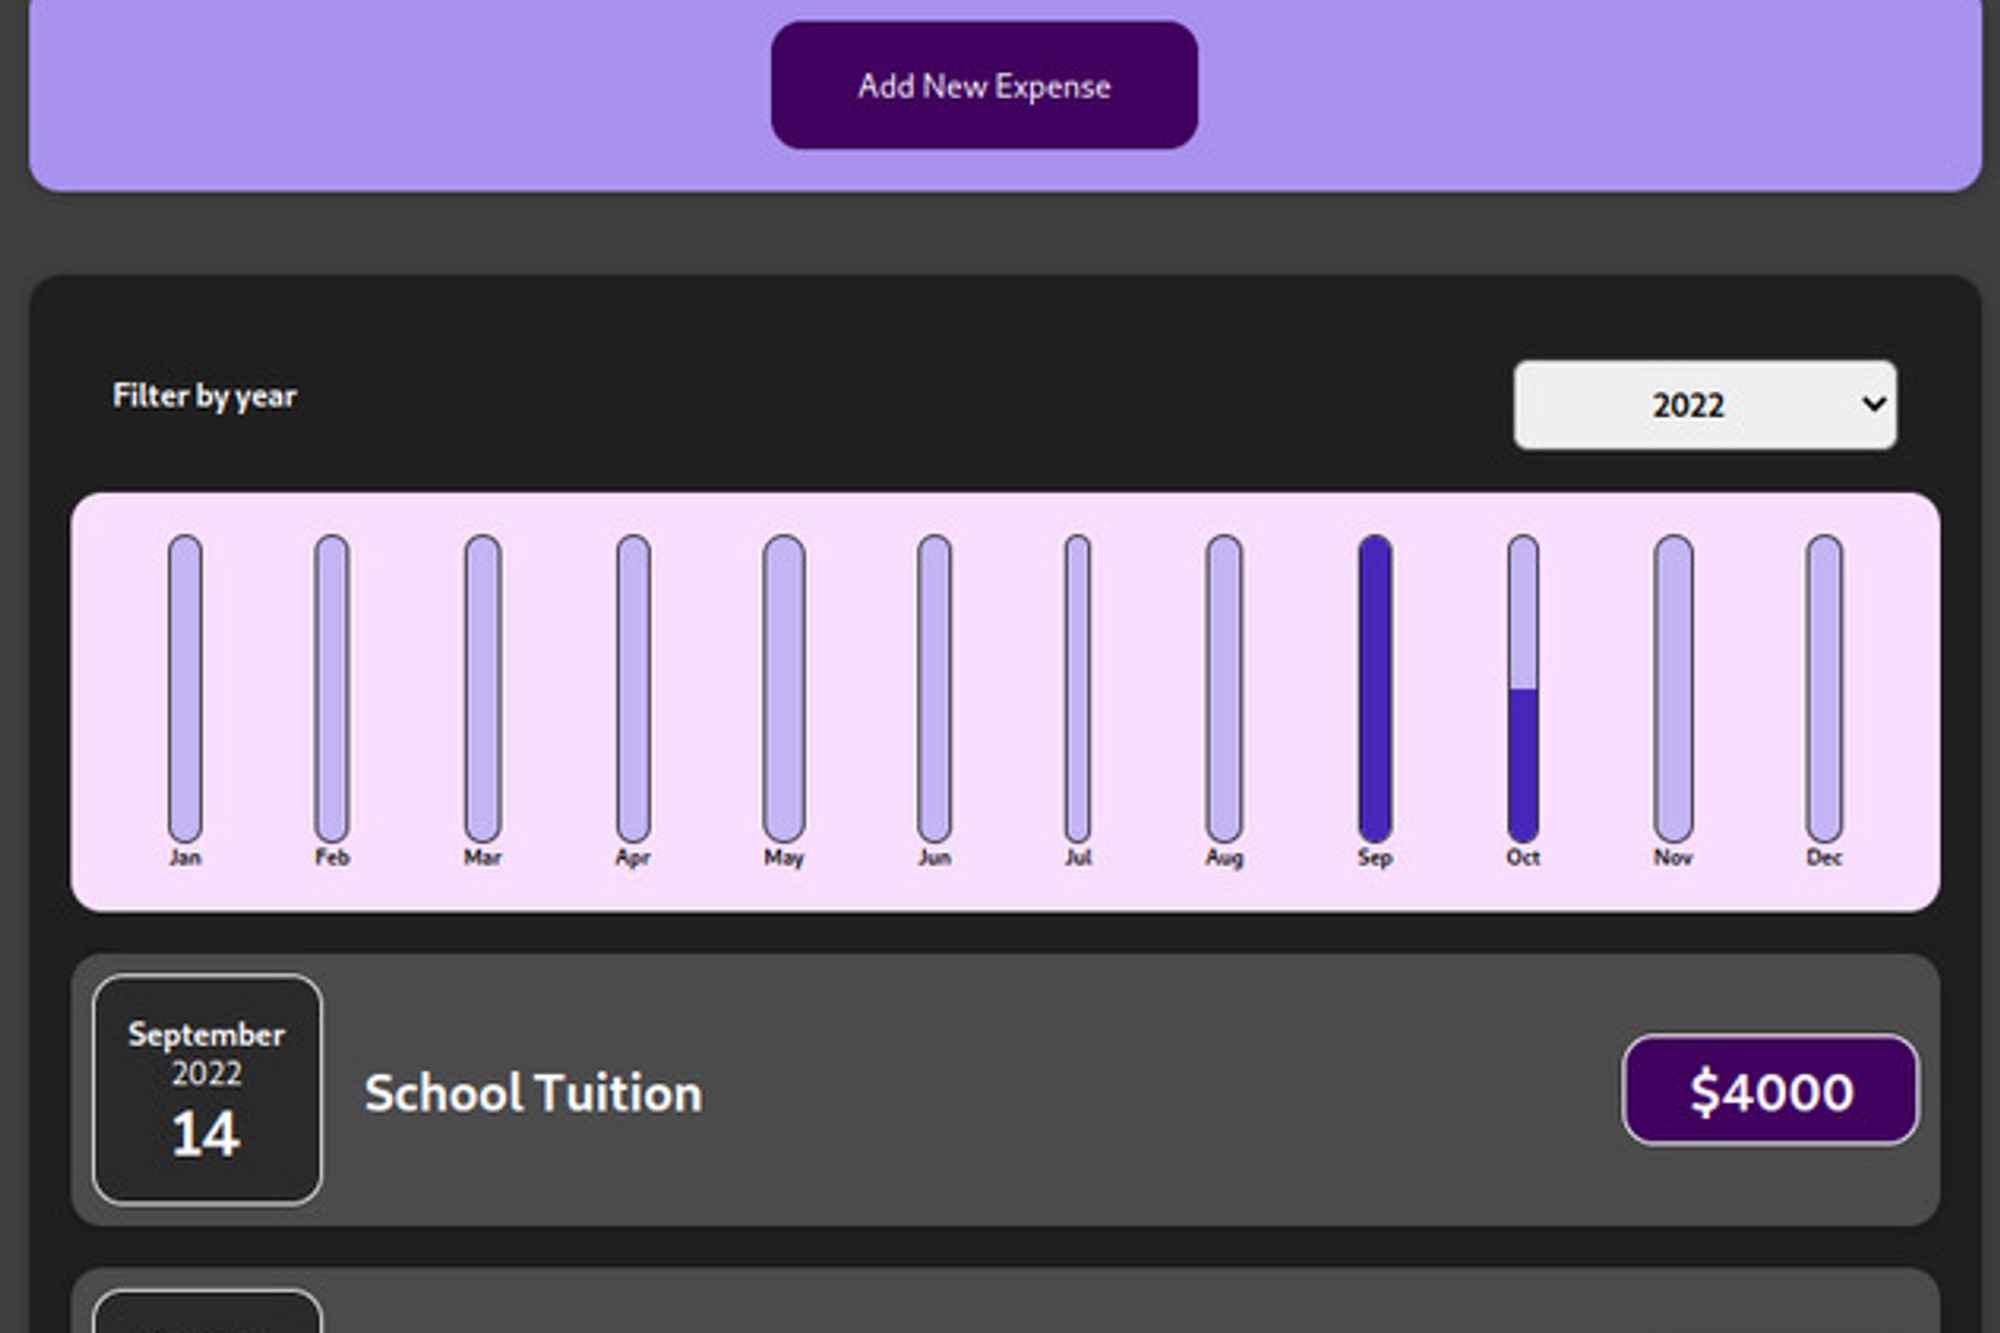 Add New Expense
Filter by year
2022
Jan Feb Mar Apr May Jun Jul Aug Sep Oct Nov Dec
September
2022
14
School Tuition
$4000